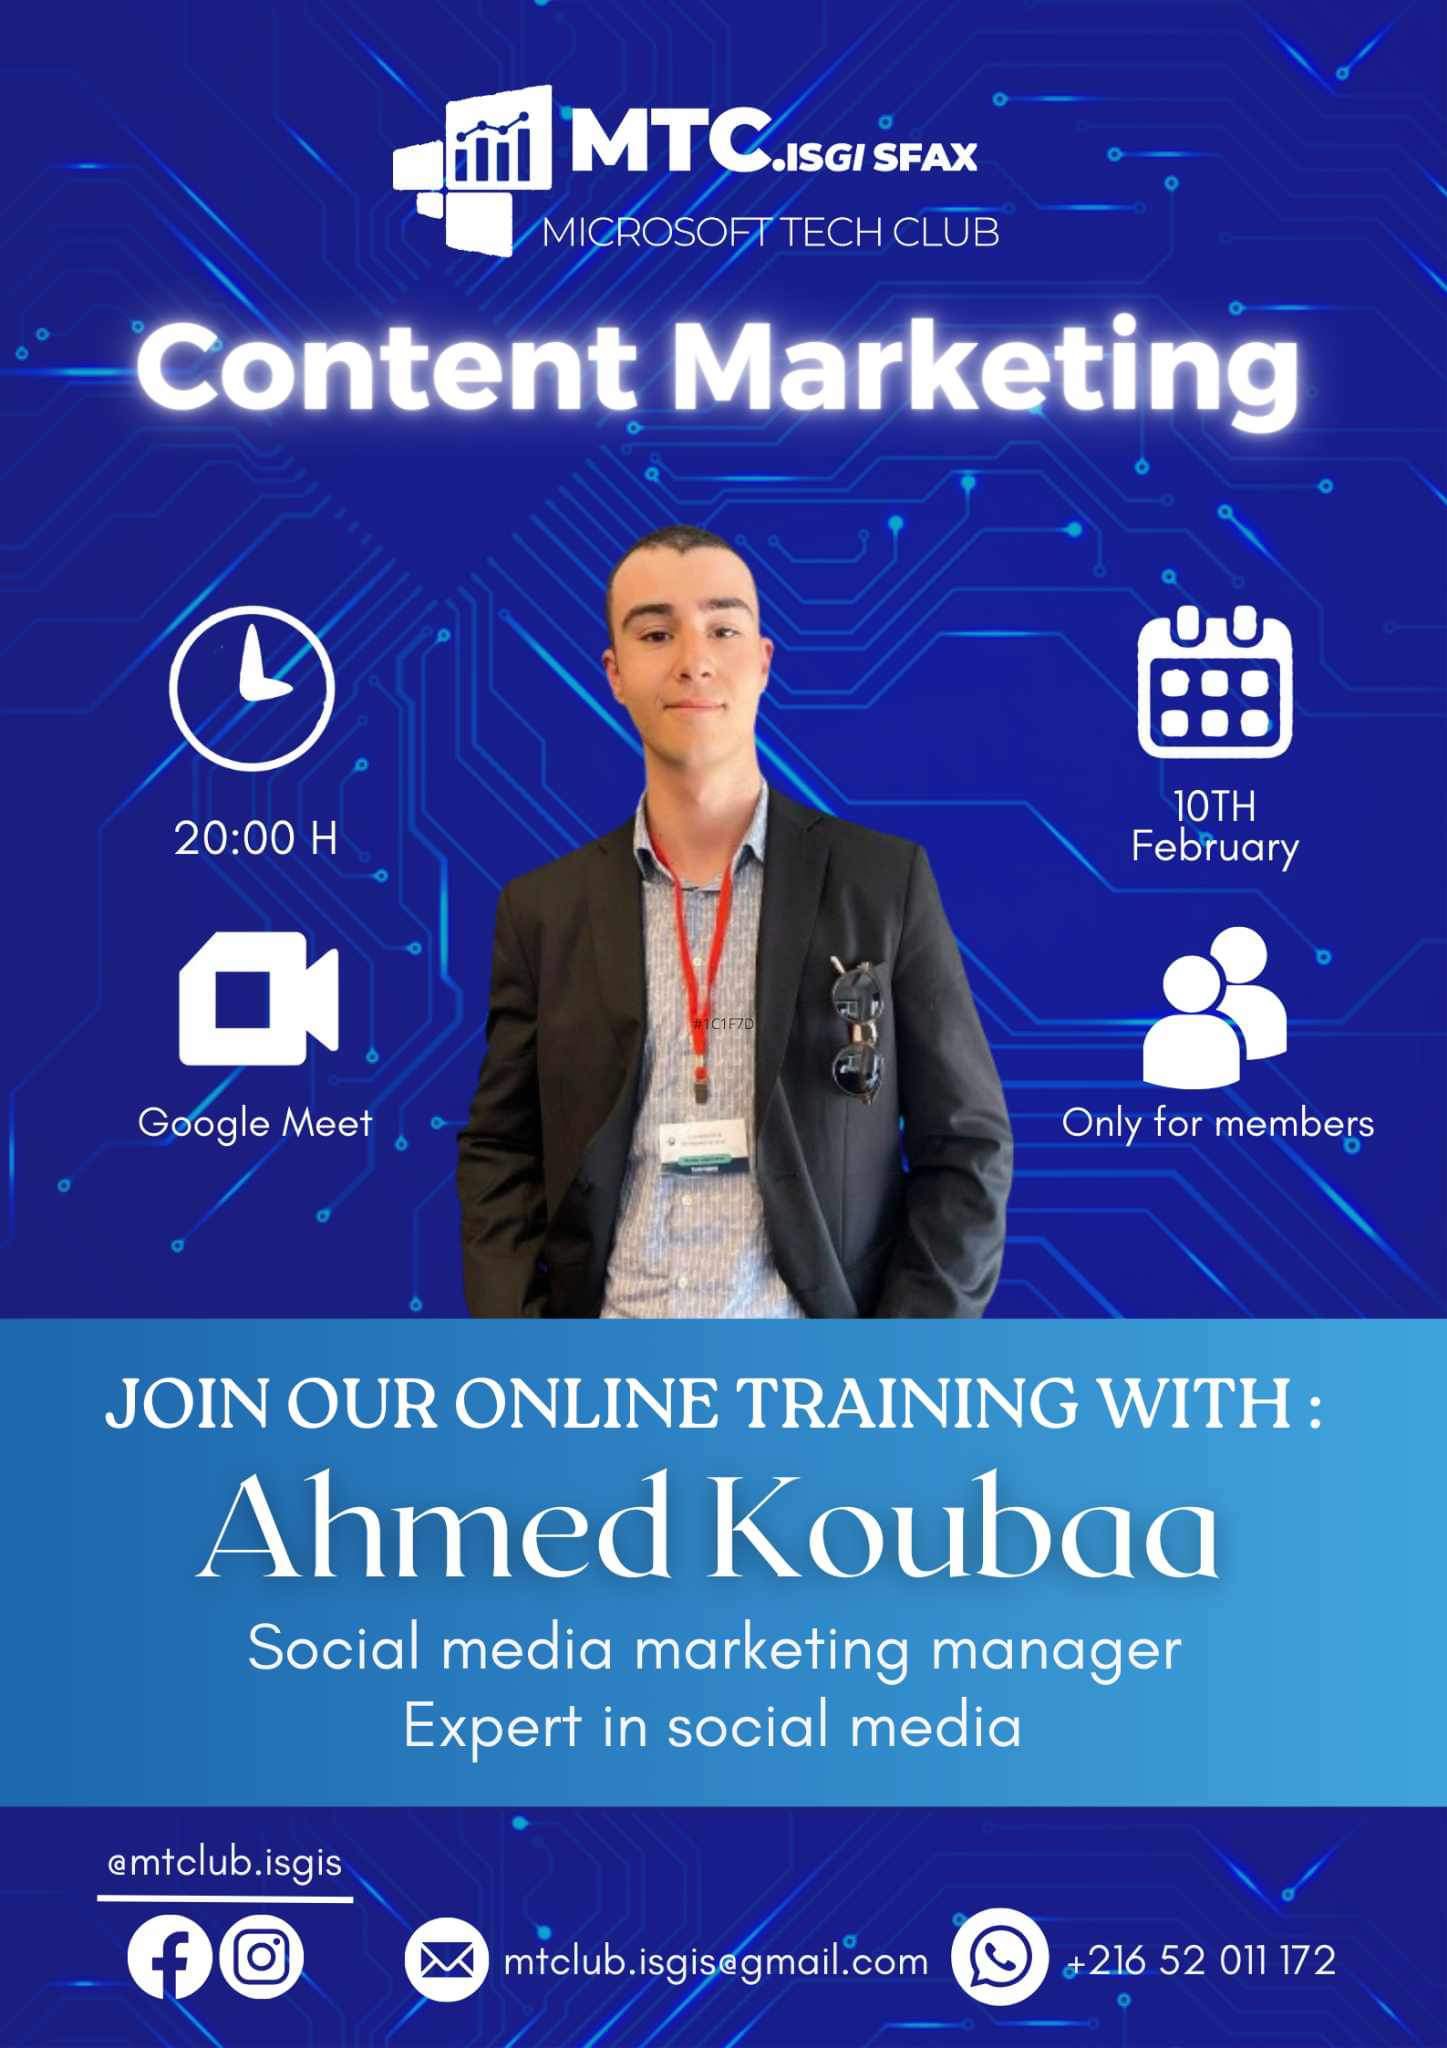 MTC.ISGI SFAX
MICROSOFT TECH CLUB
Content Marketing
20:00 H
10TH
February
Google Meet
Only for members
#1C1F7D
JOIN OUR ONLINE TRAINING WITH :
Ahmed Koubaa
Social media marketing manager
Expert in social media
@mtclub.isgis
mtclub.isgis@gmail.com
+216 52 011 172